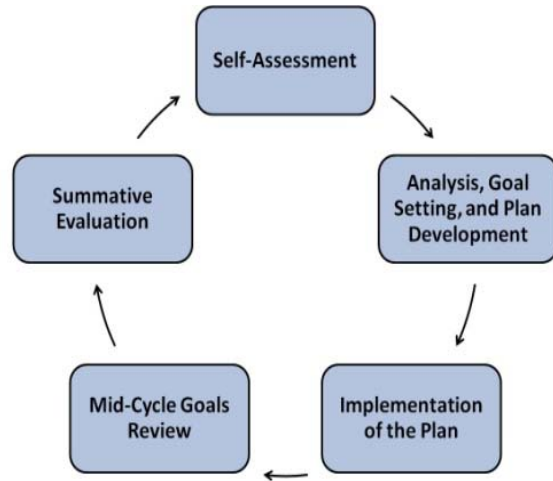 Self-Assessment
Analysis, Goal
Setting, and Plan
Development
Implementation
of the Plan
Mid-Cycle Goals
Review
Summative
Evaluation